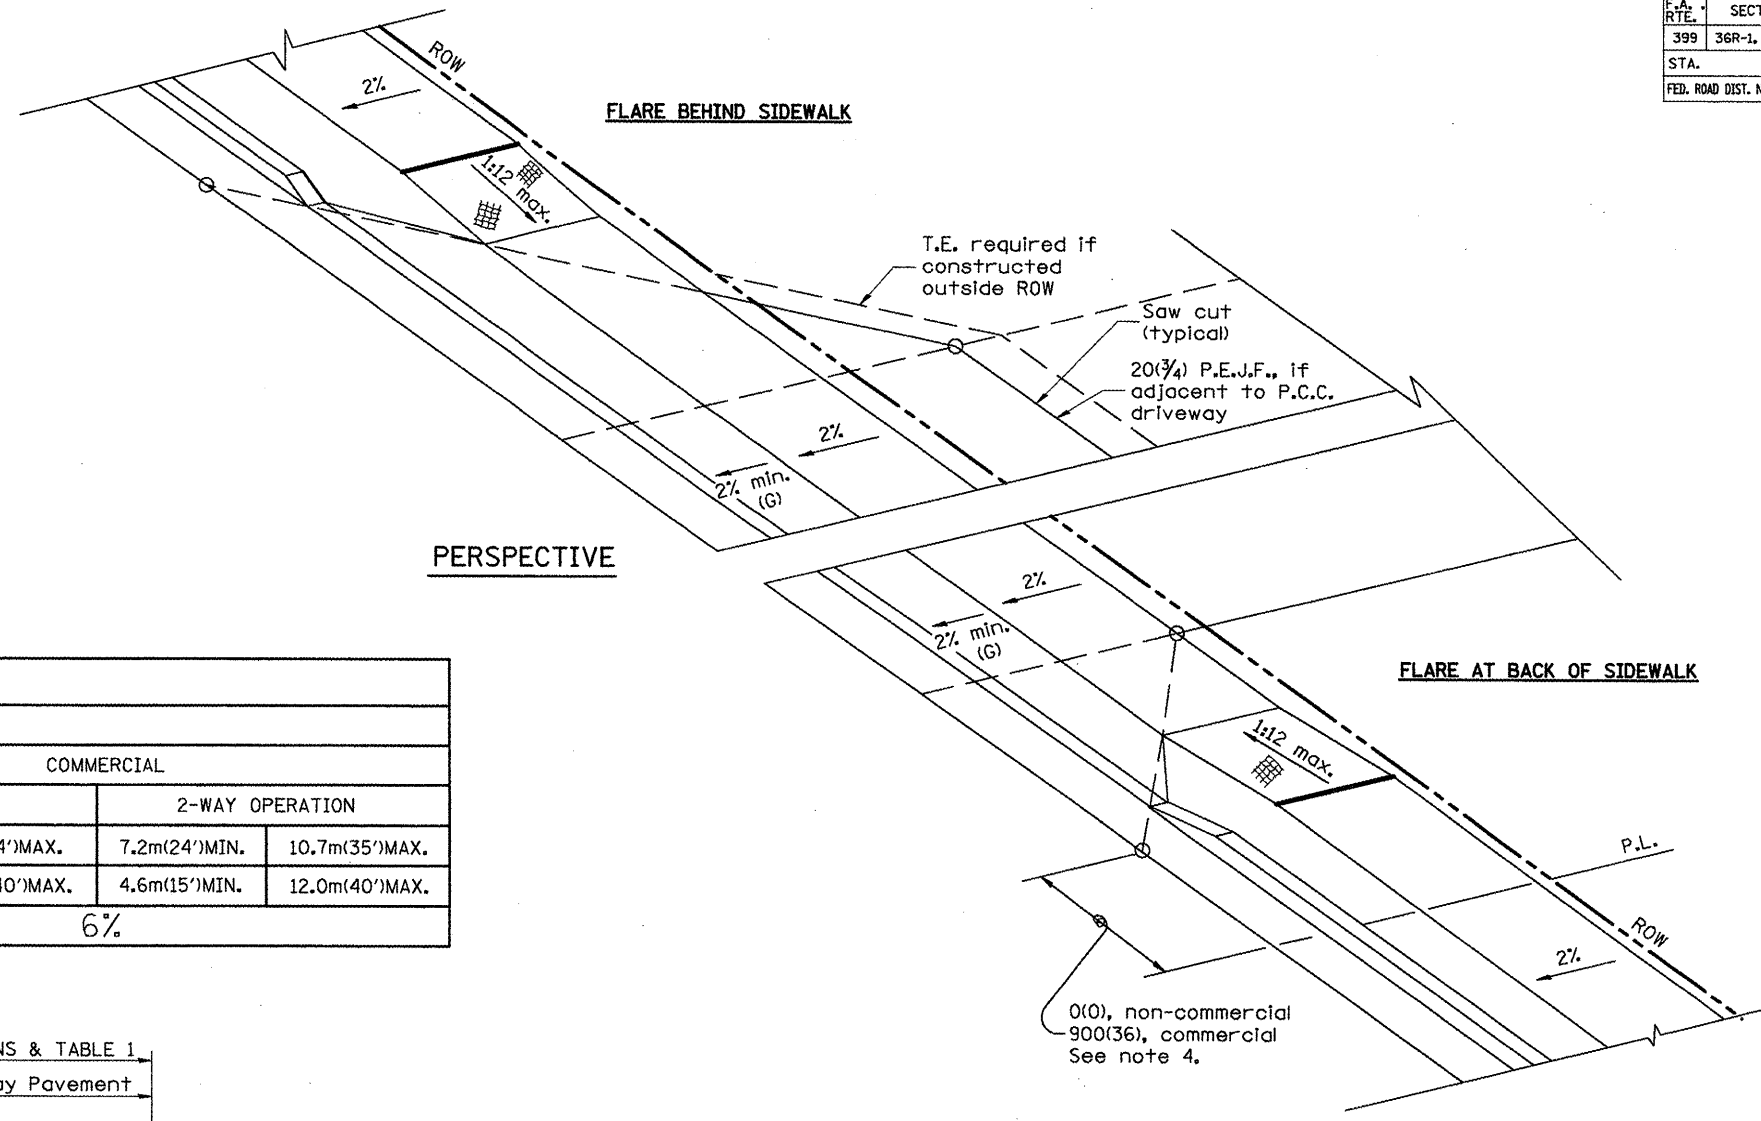 F.A.
RTE.
SECT
399
36R-1.
STA.
FED. ROAD DIST. N
ROW
2%
FLARE BEHIND SIDEWALK
1:12 max.
T.E. required if
constructed
outside ROW
Saw cut
(typical)
20(3/4) P.E.J.F., if
adjacent to P.C.C.
driveway
2%
2% min.
(G)
PERSPECTIVE
2%
2% min.
(G)
FLARE AT BACK OF SIDEWALK
1:12 max.
P.L.
ROW
2%
0(0), non-commercial
900(36), commercial
See note 4.
COMMERCIAL
2-WAY OPERATION
4')MAX.
7.2m(24')MIN.
10.7m(35')MAX.
0')MAX.
4.6m(15')MIN.
12.0m(40')MAX.
6%
NS & TABLE 1
ay Pavement